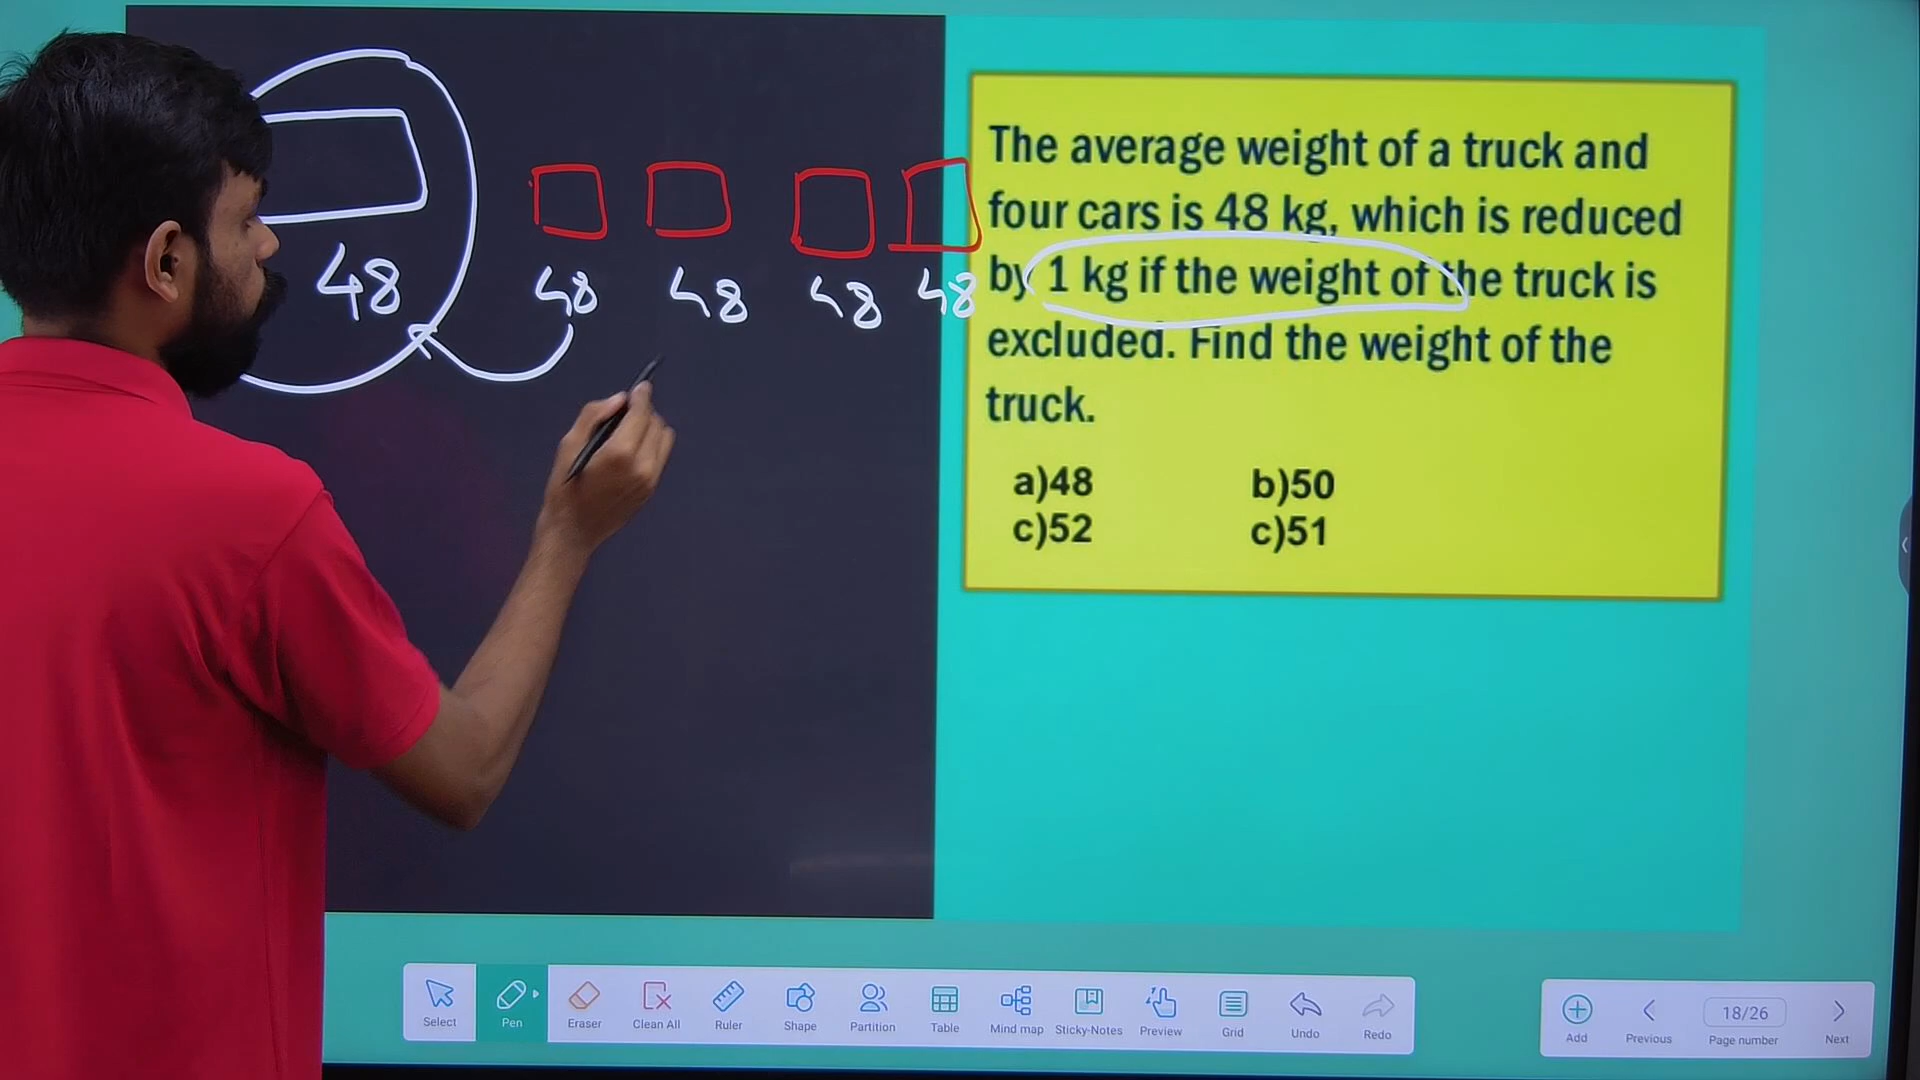 The average weight of a truck and
four cars is 48 kg, which is reduced
by 1 kg if the weight of the truck is
excluded. Find the weight of the
truck.
a)48 b)50
c)52 c)51
48 48 48 48 48
Select Pen Eraser Clean All Ruler Shape Partition Table Mind map Sticky-Notes Preview Grid Undo Redo
Add Previous 18/26 Page number Next